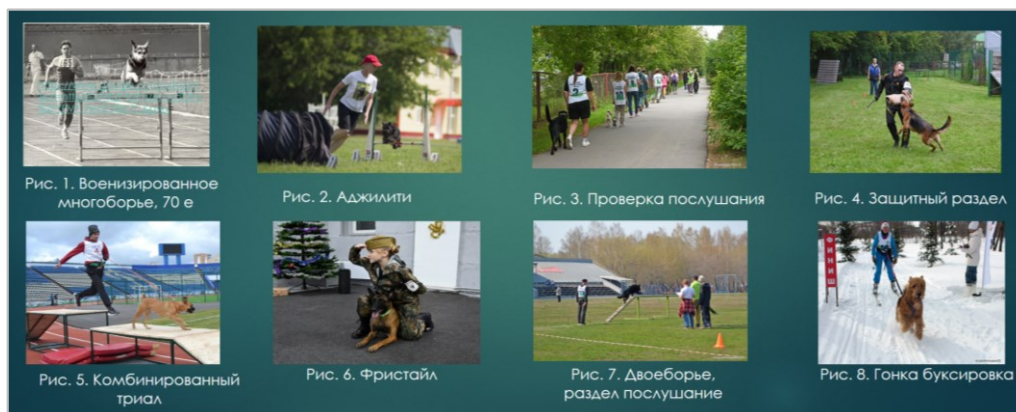 Рис. 1. Военизированное
многоборье, 70 е
Рис. 2. Аджилити
Рис. 3. Проверка послушания
Рис. 4. Защитный раздел
Рис. 5. Комбинированный
триал
Рис. 6. Фристайл
Рис. 7. Двоеборье,
раздел послушание
ФИНИШ
Рис. 8. Гонка буксировка